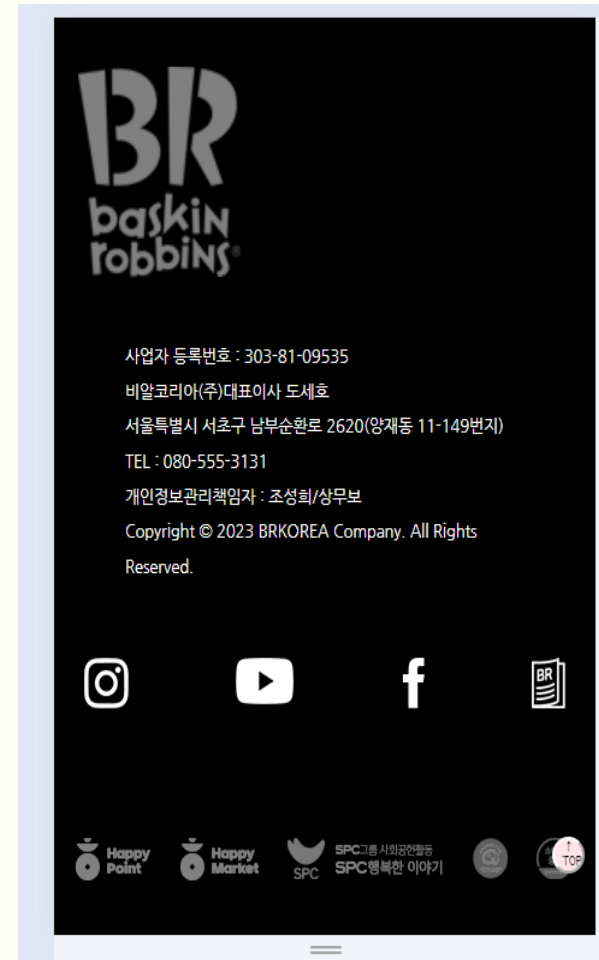 BR
baskin
robbins®
사업자 등록번호 : 303-81-09535
비알코리아(주)대표이사 도세호
서울특별시 서초구 남부순환로 2620(양재동 11-149번지)
TEL : 080-555-3131
개인정보관리책임자 : 조성희/상무보
Copyright © 2023 BRKOREA Company. All Rights
Reserved.
BR
Happy
Point
Happy
Market
SPC
SPC그룹 사회공헌활동
SPC행복한 이야기
↑
TOP